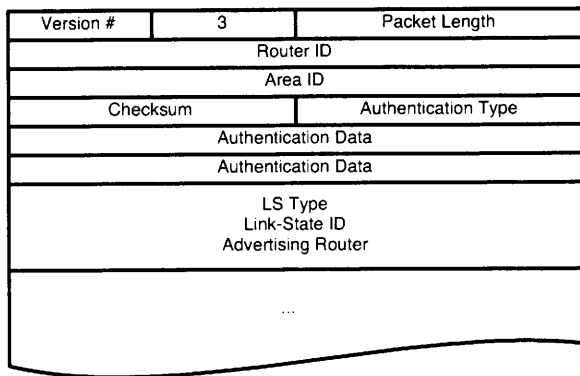 Version # 3 Packet Length
Router ID
Area ID
Checksum Authentication Type
Authentication Data
Authentication Data
LS Type
Link-State ID
Advertising Router
...